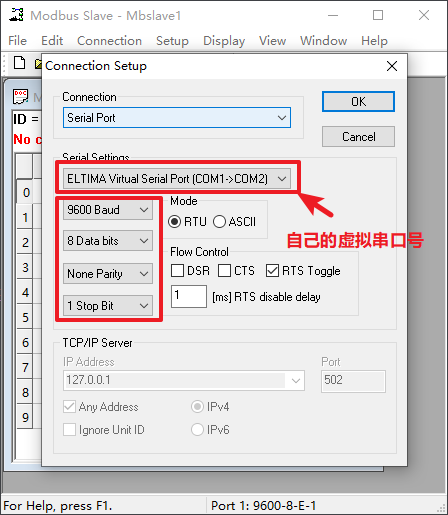 Modbus Slave - Mbslave1
File Edit Connection Setup Display View Window Help
Connection Setup
ID =
No c
Connection
Serial Port
OK
Cancel
Serial Settings
ELTIMA Virtual Serial Port (COM1->COM2)
9600 Baud
8 Data bits
None Parity
1 Stop Bit
Mode
RTU ASCII
自己的虚拟串口号
Flow Control
DSR CTS RTS Toggle
1 [ms] RTS disable delay
TCP/IP Server
IP Address Port
127.0.0.1 502
Any Address IPv4
Ignore Unit ID IPv6
0
1
2
3
4
5
6
7
8
9
For Help, press F1. Port 1: 9600-8-E-1